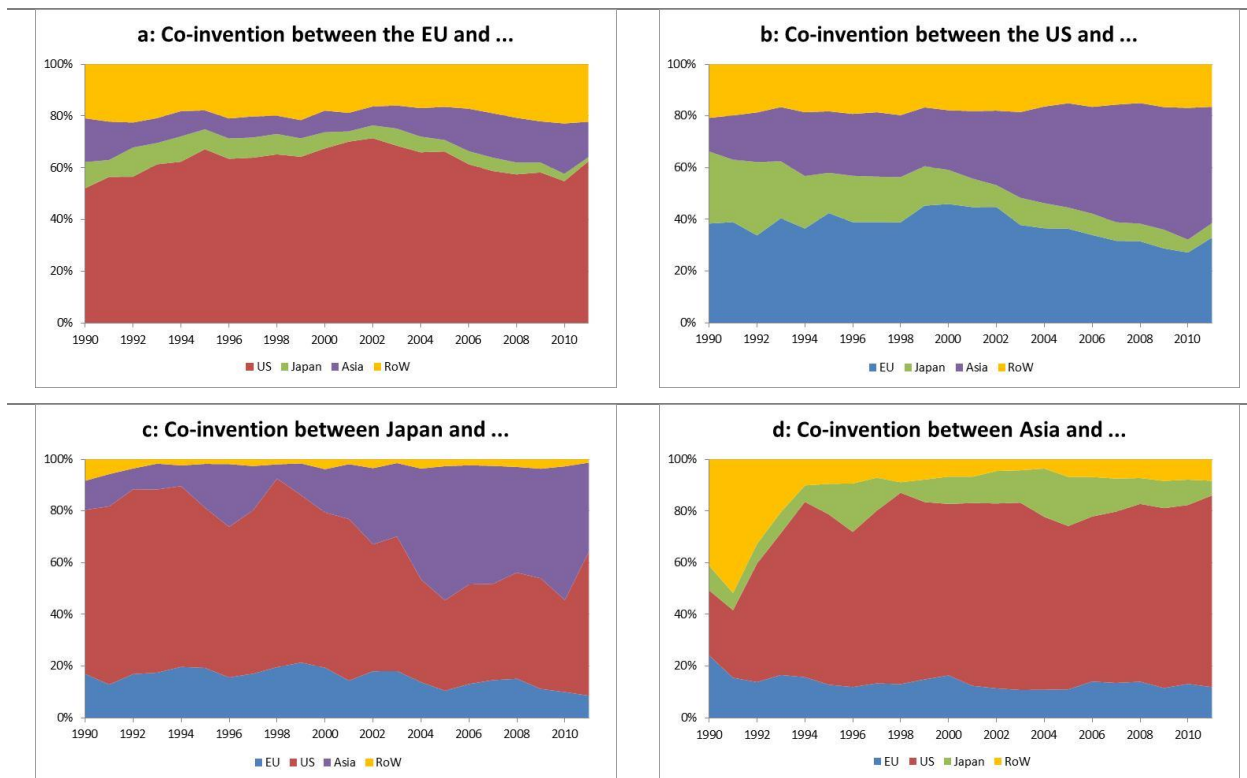 a: Co-invention between the EU and ...
100%
80%
60%
40%
20%
0%
1990 1992 1994 1996 1998 2000 2002 2004 2006 2008 2010
US Japan Asia RoW
b: Co-invention between the US and ...
100%
80%
60%
40%
20%
0%
1990 1992 1994 1996 1998 2000 2002 2004 2006 2008 2010
EU Japan Asia RoW
c: Co-invention between Japan and ...
100%
80%
60%
40%
20%
0%
1990 1992 1994 1996 1998 2000 2002 2004 2006 2008 2010
EU US Asia RoW
d: Co-invention between Asia and ...
100%
80%
60%
40%
20%
0%
1990 1992 1994 1996 1998 2000 2002 2004 2006 2008 2010
EU US Japan RoW